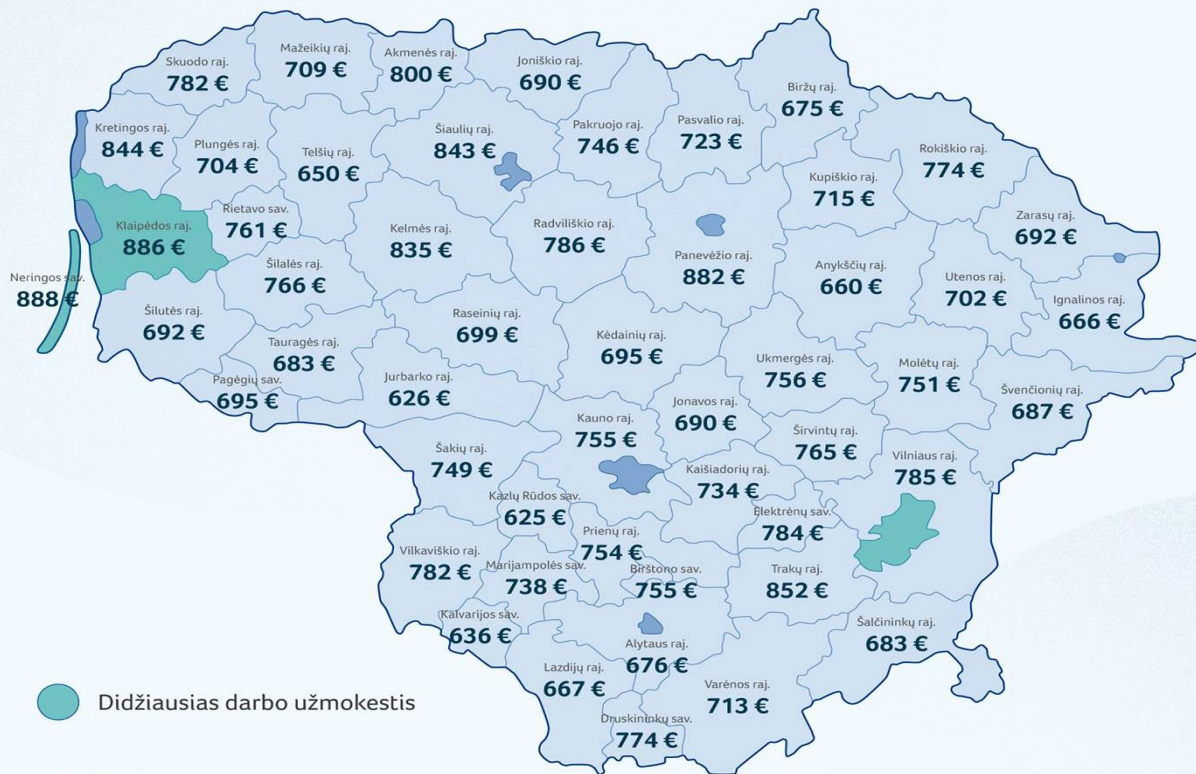 Skuodo raj.
782 €
Mažeikių raj.
709 €
Akmenės raj.
800 €
Joniškio raj.
690 €
Biržų raj.
675 €
Kretingos raj.
844 €
Plungės raj.
704 €
Telšių raj.
650 €
Šiaulių raj.
843 €
Pakruojo raj.
746 €
Pasvalio raj.
723 €
Rokiškio raj.
774 €
Kupiškio raj.
715 €
Klaipėdos raj.
886 €
Rietavo sav.
761 €
Kelmės raj.
835 €
Radviliškio raj.
786 €
Panevėžio raj.
882 €
Zarasų raj.
692 €
Neringos sav.
888 €
Šilalės raj.
766 €
Anykščių raj.
660 €
Utenos raj.
702 €
Ignalinos raj.
666 €
Šilutės raj.
692 €
Tauragės raj.
683 €
Raseinių raj.
699 €
Kėdainių raj.
695 €
Ukmergės raj.
756 €
Molėtų raj.
751 €
Švenčionių raj.
687 €
Pagėgių sav.
695 €
Jurbarko raj.
626 €
Kauno raj.
755 €
Jonavos raj.
690 €
Širvintų raj.
765 €
Vilniaus raj.
785 €
Šakių raj.
749 €
Kaišiadorių raj.
734 €
Kazlų Rūdos sav.
625 €
Elektrėnų sav.
784 €
Prienų raj.
754 €
Vilkaviškio raj.
782 €
Marijampolės sav.
738 €
Birštono sav.
755 €
Trakų raj.
852 €
Kalvarijos sav.
636 €
Šalčininkų raj.
683 €
Alytaus raj.
676 €
Lazdijų raj.
667 €
Varėnos raj.
713 €
Druskininkų sav.
774 €
Didžiausias darbo užmokestis